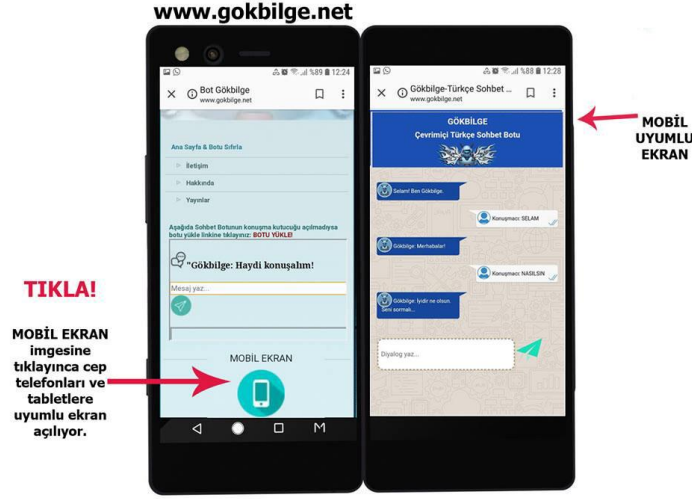 www.gokbilge.net
%89 12:24
Bot Gökbilge
www.gokbilge.net
Ana Sayfa & Botu Sıfırla
İletişim
Hakkında
Yayınlar
Aşağıda Sohbet Botunun konuşma kutucuğu açılmadıysa
botu yükle linkine tıklayınız: BOTU YÜKLE!
"Gökbilge: Haydi konuşalım!
Mesaj yaz...
MOBİL EKRAN
TIKLA!
MOBİL EKRAN
imgesine
tıklayınca cep
telefonları ve
tabletlere
uyumlu ekran
açılıyor.
%88 12:28
Gökbilge-Türkçe Sohbet ...
www.gokbilge.net
GÖKBİLGE
Çevrimiçi Türkçe Sohbet Botu
Selam! Ben Gökbilge.
Konuşmacı: SELAM
Gökbilge: Merhabalar!
Konuşmacı: NASILSIN
Gökbilge: İyidir ne olsun.
Seni sormalı...
Diyalog yaz...
MOBİL
UYUMLU
EKRAN